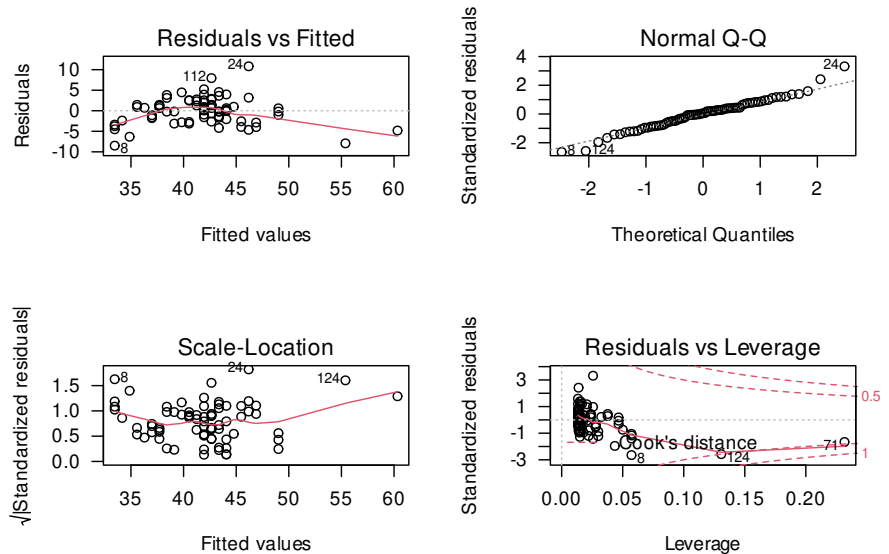 Residuals vs Fitted
Residuals
10
5
0
-5
-10
112
24
8
35 40 45 50 55 60
Fitted values
Normal Q-Q
Standardized residuals
4
2
0
-2
24
8
124
-2 -1 0 1 2
Theoretical Quantiles
Scale-Location
√|Standardized residuals|
1.5
1.0
0.5
0.0
8
24
124
35 40 45 50 55 60
Fitted values
Residuals vs Leverage
Standardized residuals
3
1
-1
-3
0.5
1
Cook's distance
71
8
124
0.00 0.05 0.10 0.15 0.20
Leverage